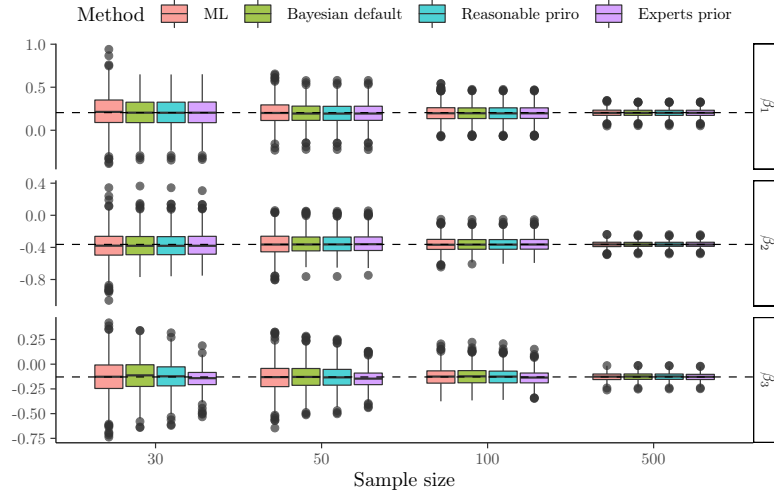 Method ML Bayesian default Reasonable priro Experts prior
1.0
0.5
0.0
β1
0.4
0.0
-0.4
-0.8
β2
0.25
0.00
-0.25
-0.50
-0.75
β3
30 50 100 500
Sample size